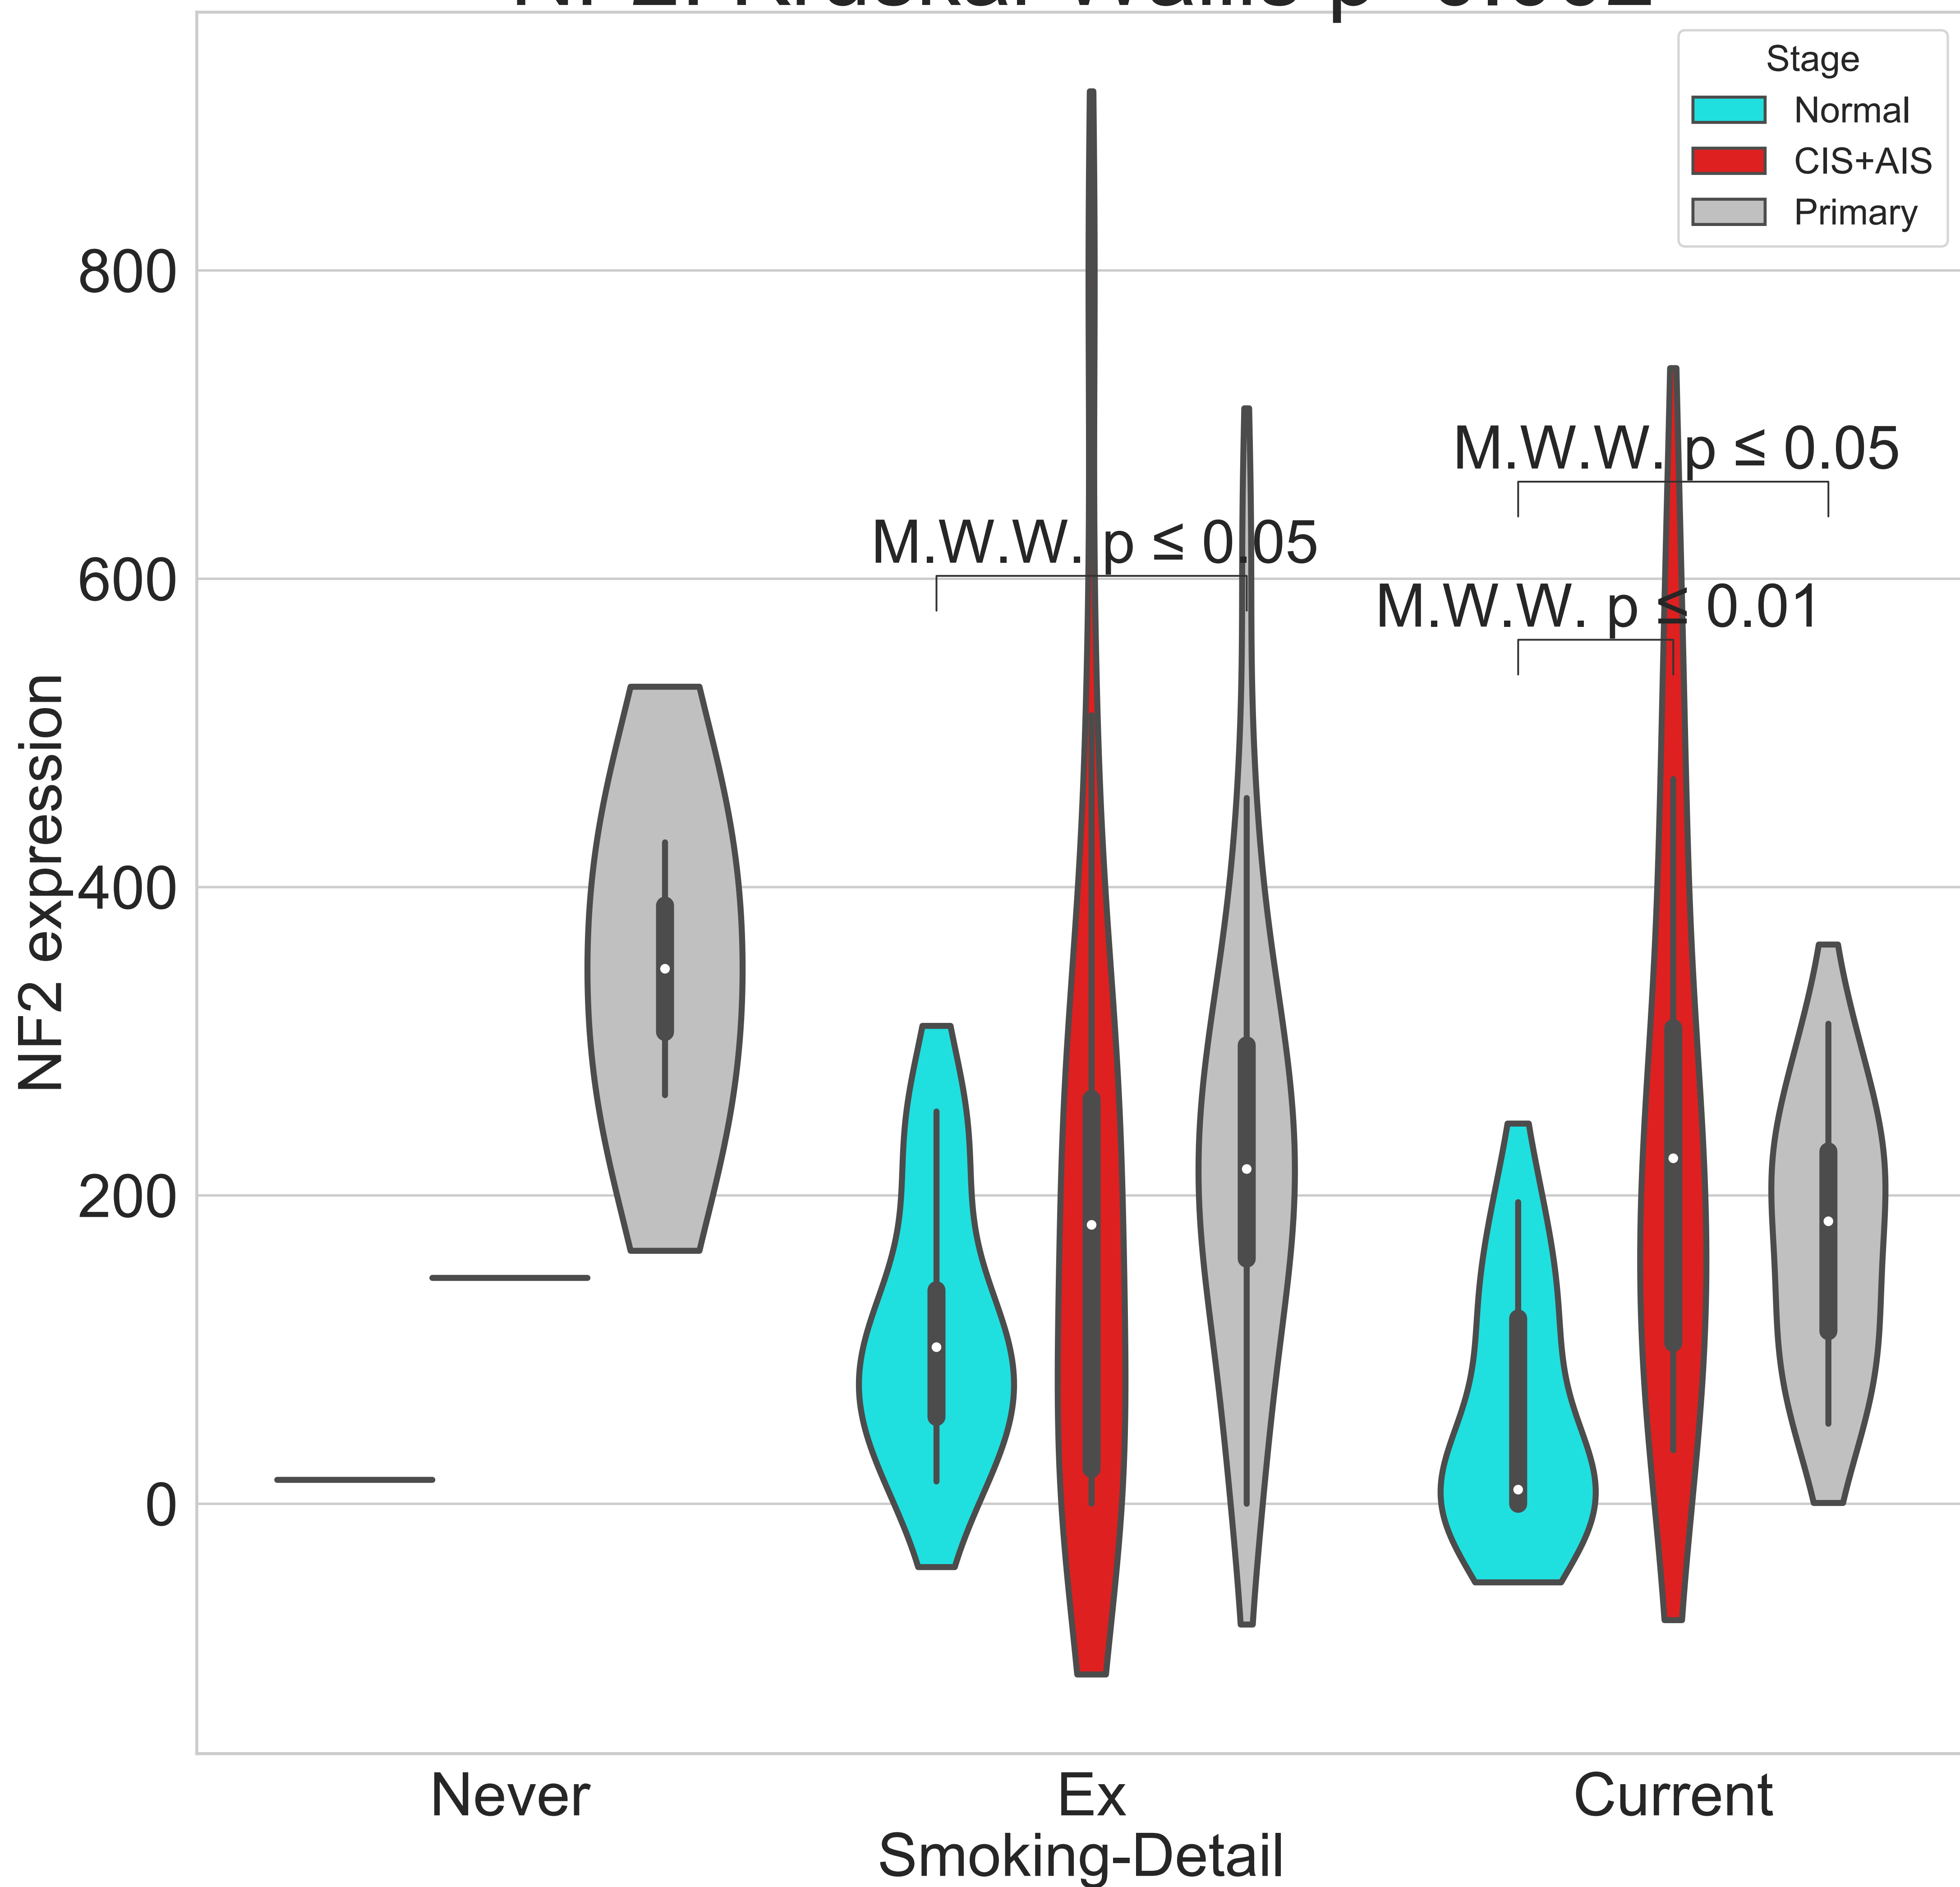 Stage
Normal
CIS+AIS
Primary
800
600
400
200
0
NF2 expression
M.W.W. p ≤ 0.05
M.W.W. p ≤ 0.05
M.W.W. p ≤ 0.01
Never
Ex
Current
Smoking-Detail